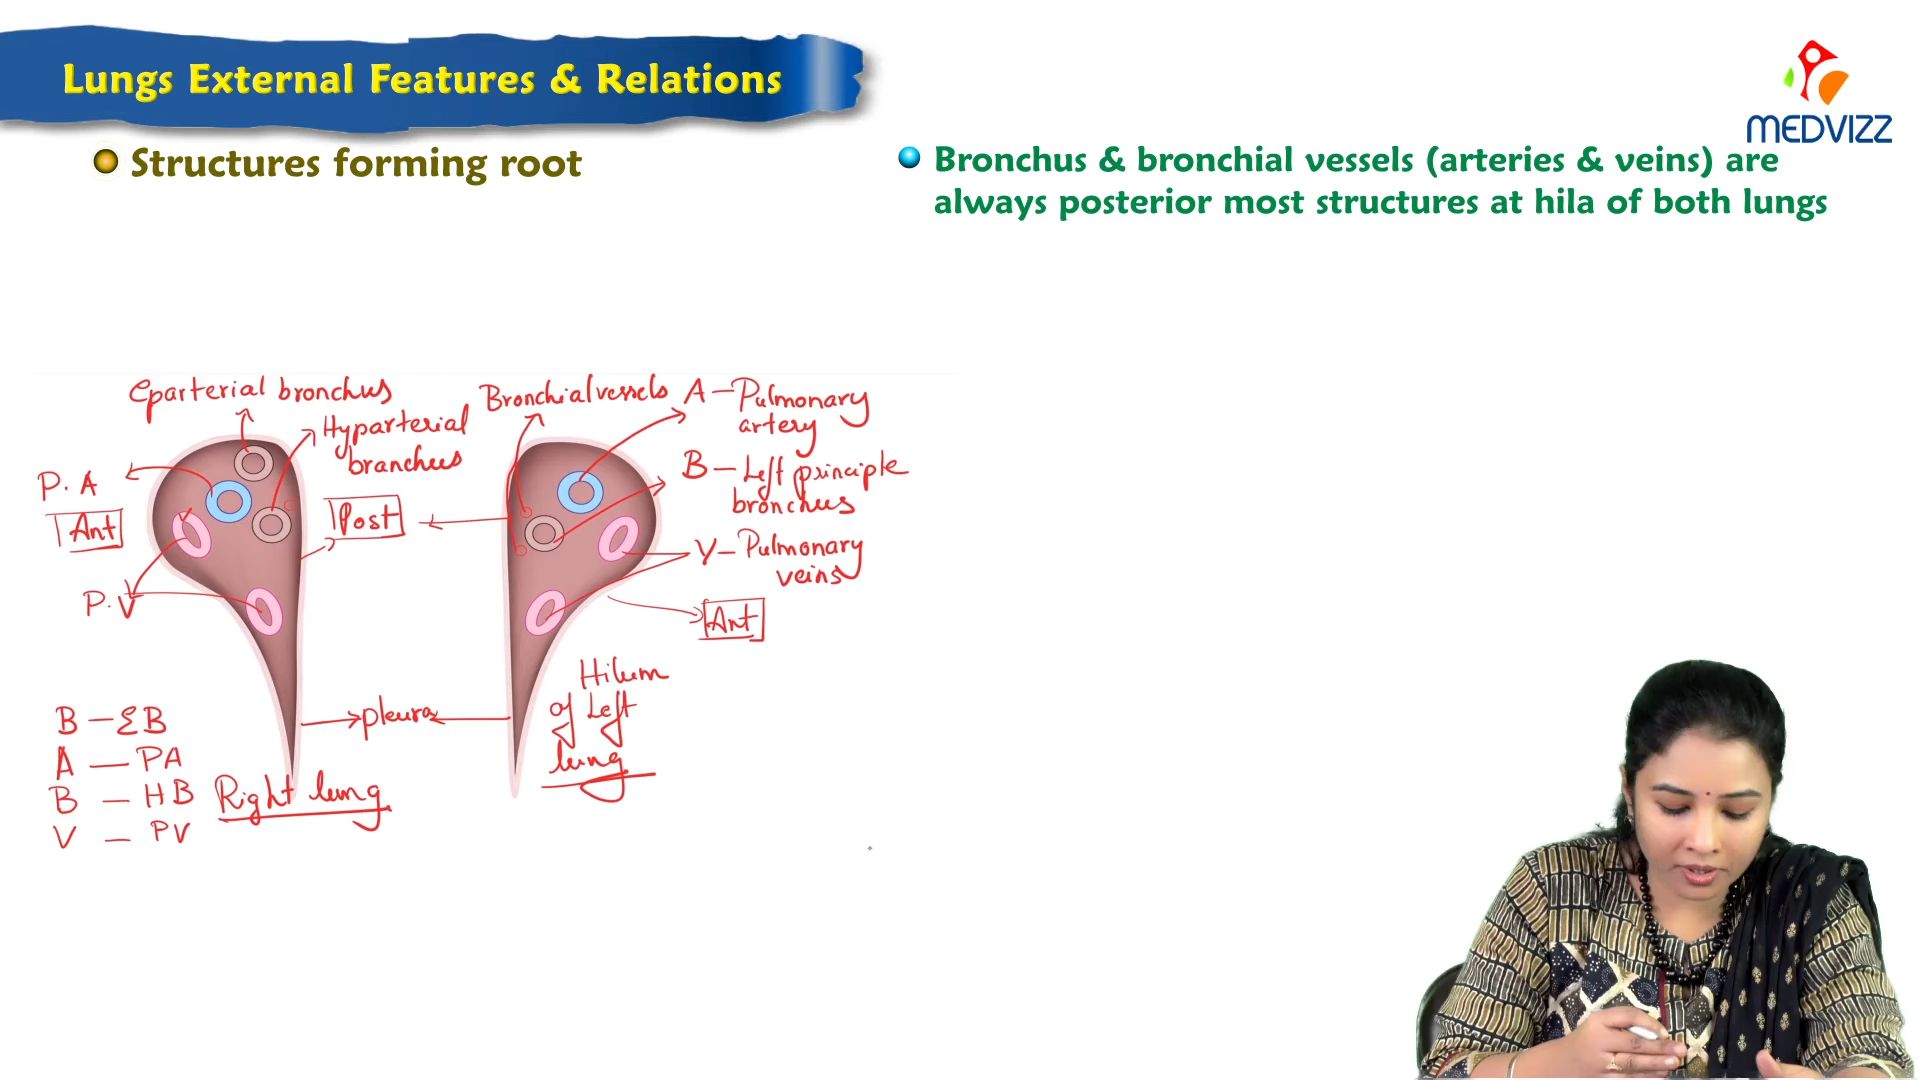 Lungs External Features & Relations
MEDVIZZ
Structures forming root
Bronchus & bronchial vessels (arteries & veins) are
always posterior most structures at hila of both lungs
Eparterial bronchus
Hyparterial
branchus
Bronchial vessels
A - Pulmonary
artery
P. A
Ant
Post
B - Left principle
bronchus
V - Pulmonary
veins
P. V
Ant
Hilum
of Left
lung
pleura
B - EB
A - PA
B - HB
V - PV
Right lung